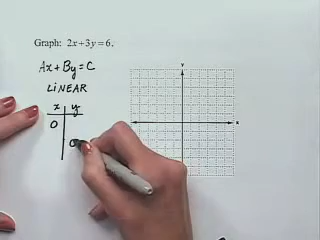 Graph: 2x+3y=6.
Ax+By=C
LINEAR
x y
0
0
y
x